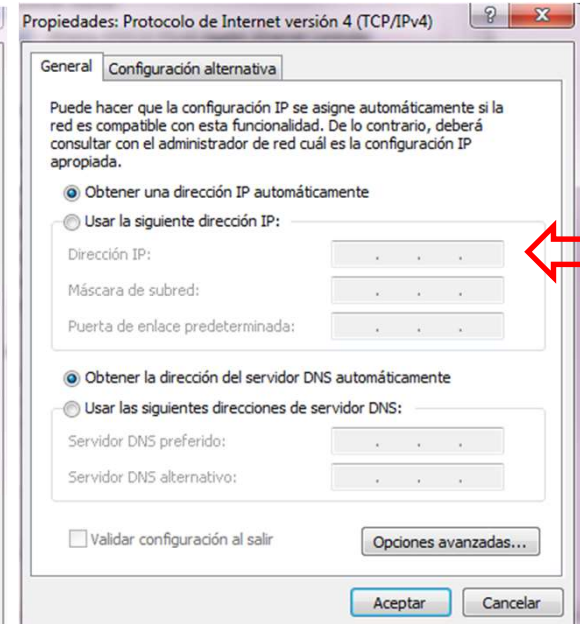 Propiedades: Protocolo de Internet versión 4 (TCP/IPv4)
General
Configuración alternativa
Puede hacer que la configuración IP se asigne automáticamente si la
red es compatible con esta funcionalidad. De lo contrario, deberá
consultar con el administrador de red cuál es la configuración IP
apropiada.
Obtener una dirección IP automáticamente
Usar la siguiente dirección IP:
Dirección IP:
Máscara de subred:
Puerta de enlace predeterminada:
Obtener la dirección del servidor DNS automáticamente
Usar las siguientes direcciones de servidor DNS:
Servidor DNS preferido:
Servidor DNS alternativo:
Validar configuración al salir
Opciones avanzadas...
Aceptar
Cancelar